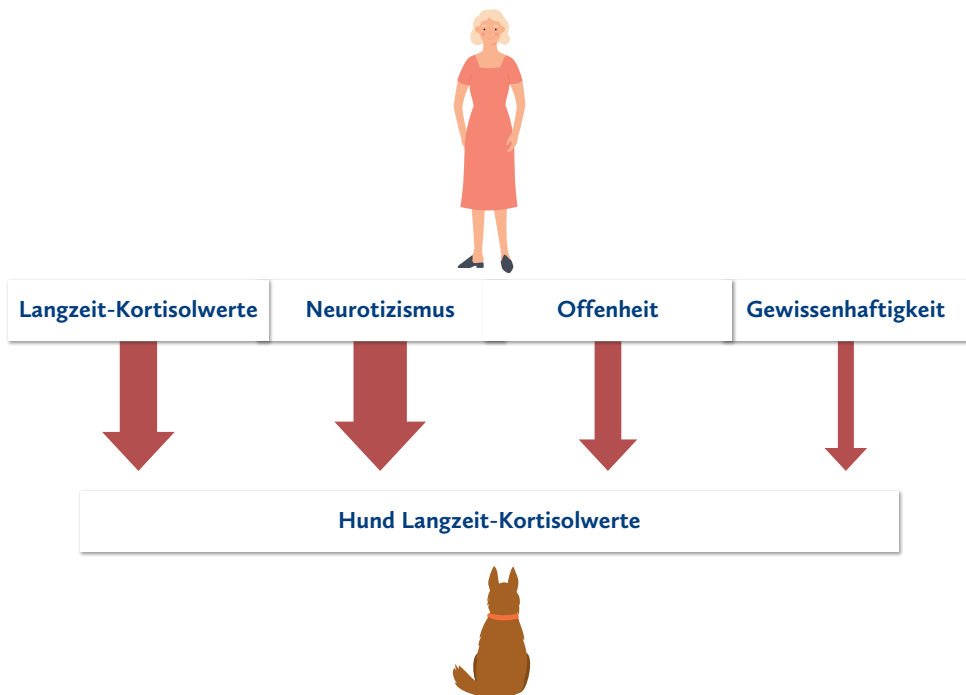 Langzeit-Kortisolwerte
Neurotizismus
Offenheit
Gewissenhaftigkeit
Hund Langzeit-Kortisolwerte